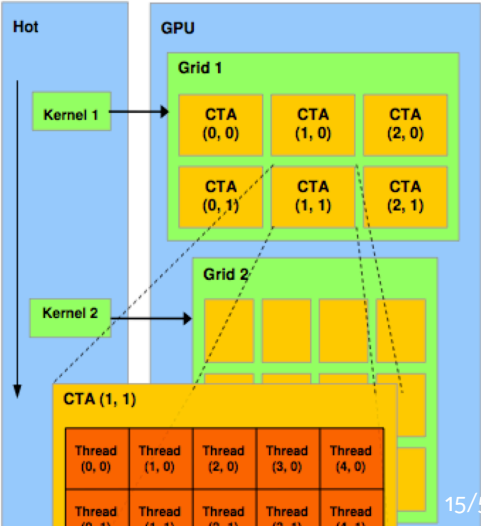 Hot
GPU
Grid 1
Kernel 1
CTA
(0, 0)
CTA
(1, 0)
CTA
(2, 0)
CTA
(0, 1)
CTA
(1, 1)
CTA
(2, 1)
Grid 2
Kernel 2
CTA (1, 1)
Thread
(0, 0)
Thread
(1, 0)
Thread
(2, 0)
Thread
(3, 0)
Thread
(4, 0)
Thread
Thread
Thread
Thread
Thread
15/5